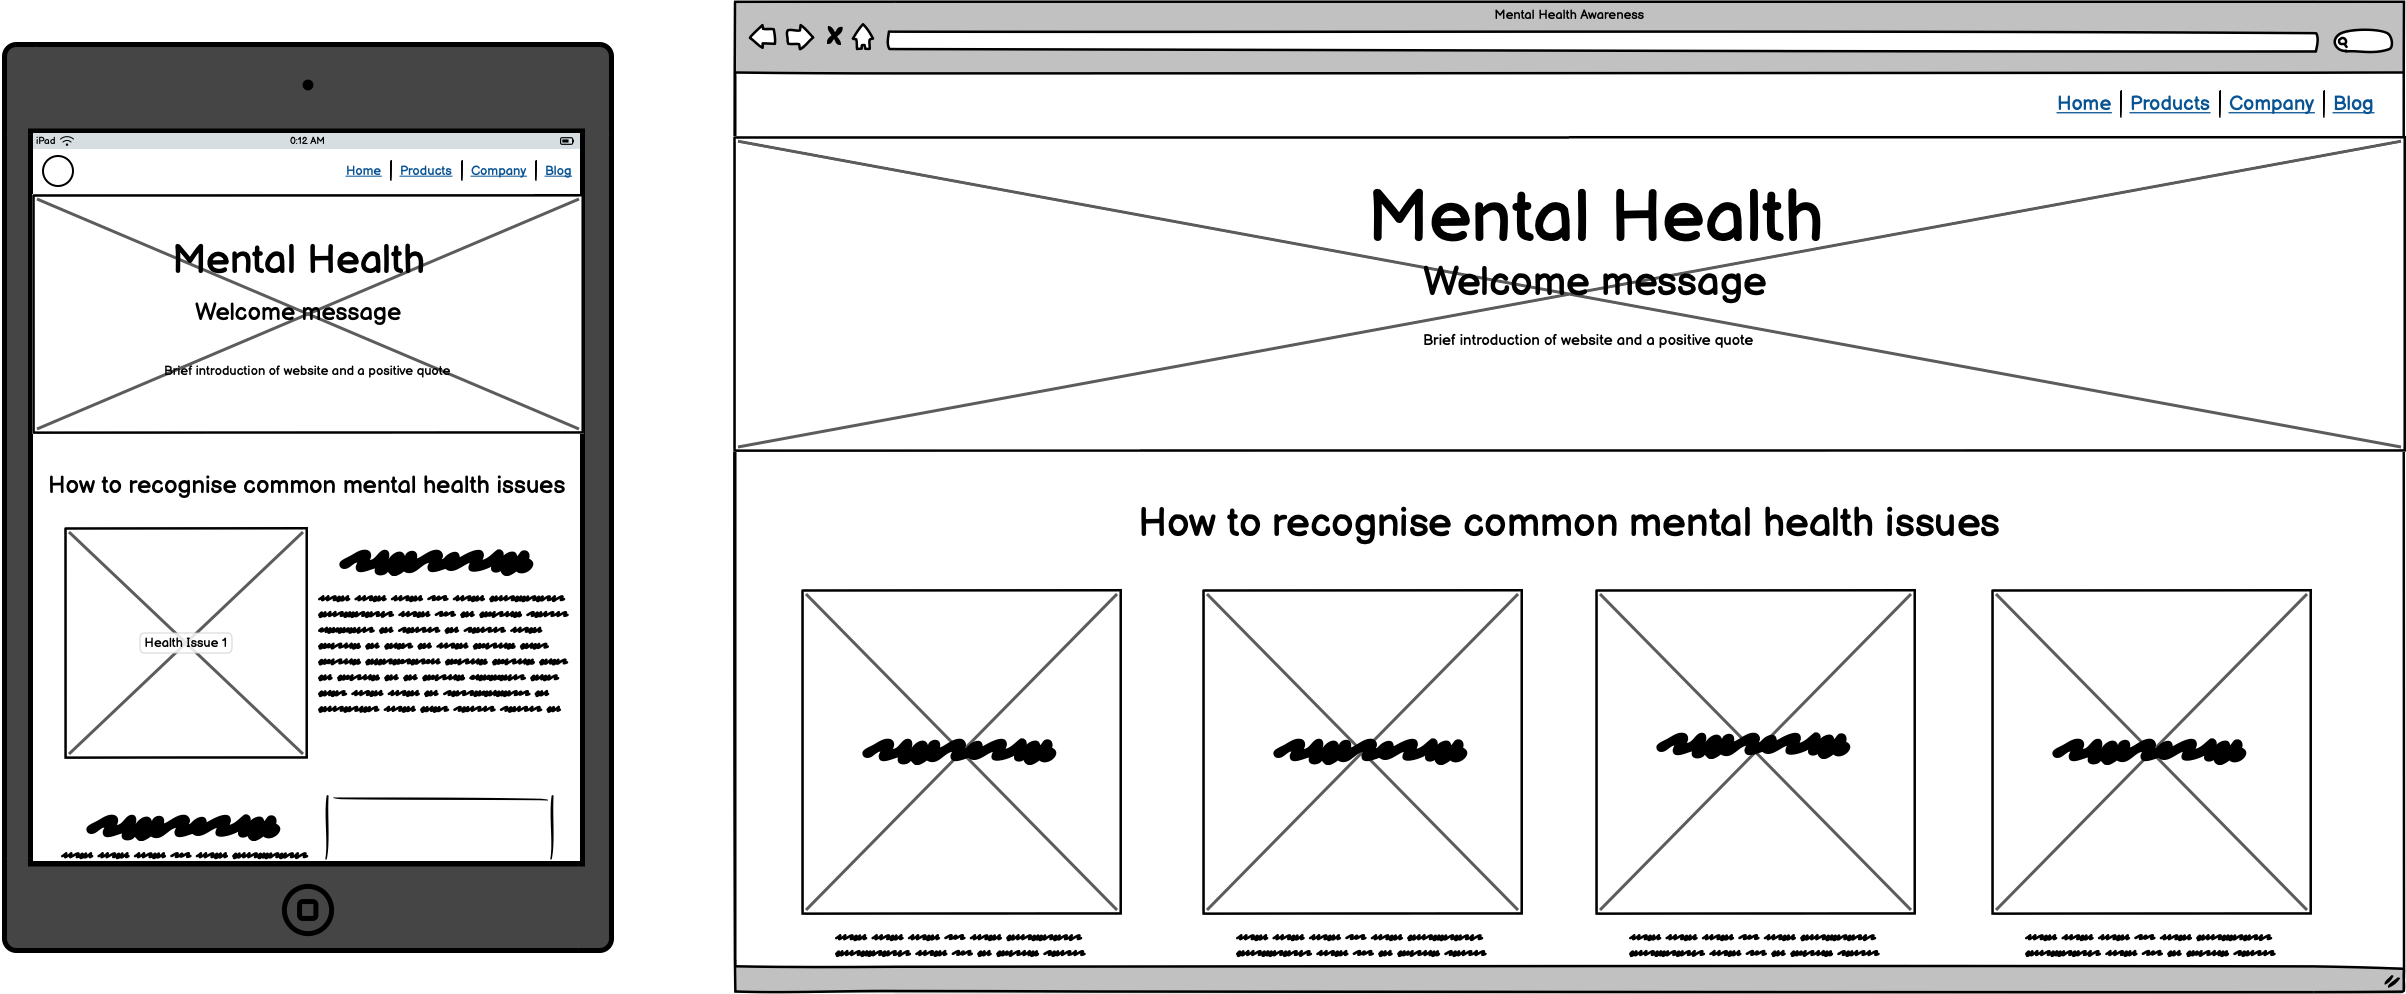 iPad 0:12 AM
Home Products Company Blog
Mental Health
Welcome message
Brief introduction of website and a positive quote
How to recognise common mental health issues
Health Issue 1
Mental Health Awareness
Home Products Company Blog
Mental Health
Welcome message
Brief introduction of website and a positive quote
How to recognise common mental health issues